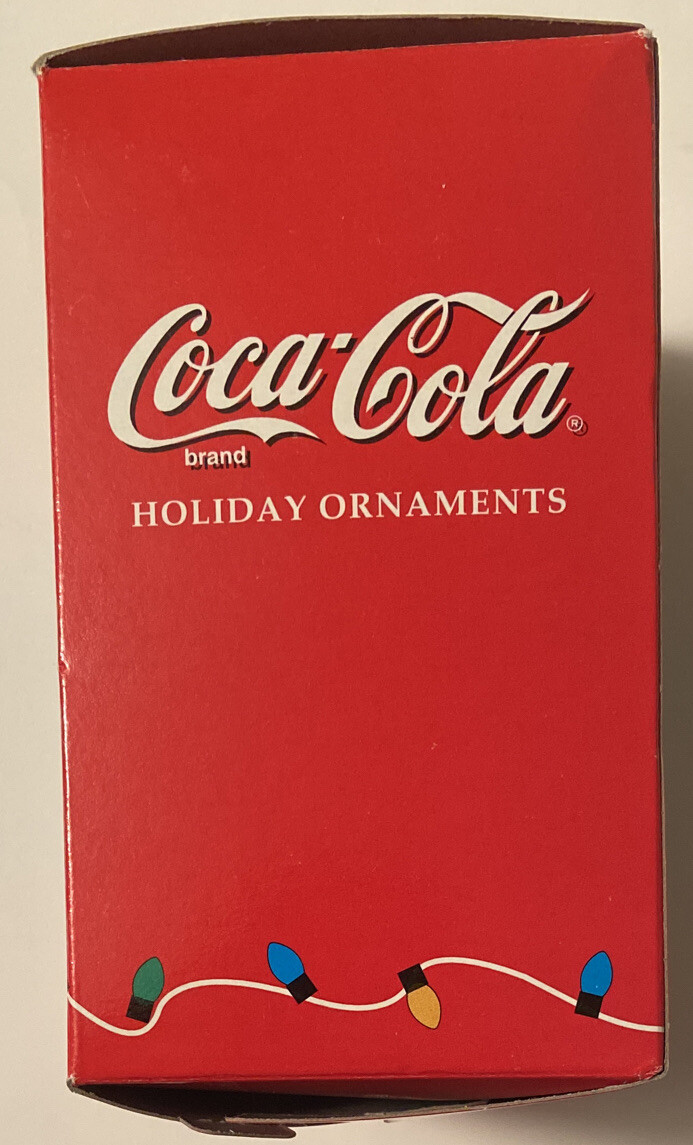 Coca-Cola®
brand
HOLIDAY ORNAMENTS